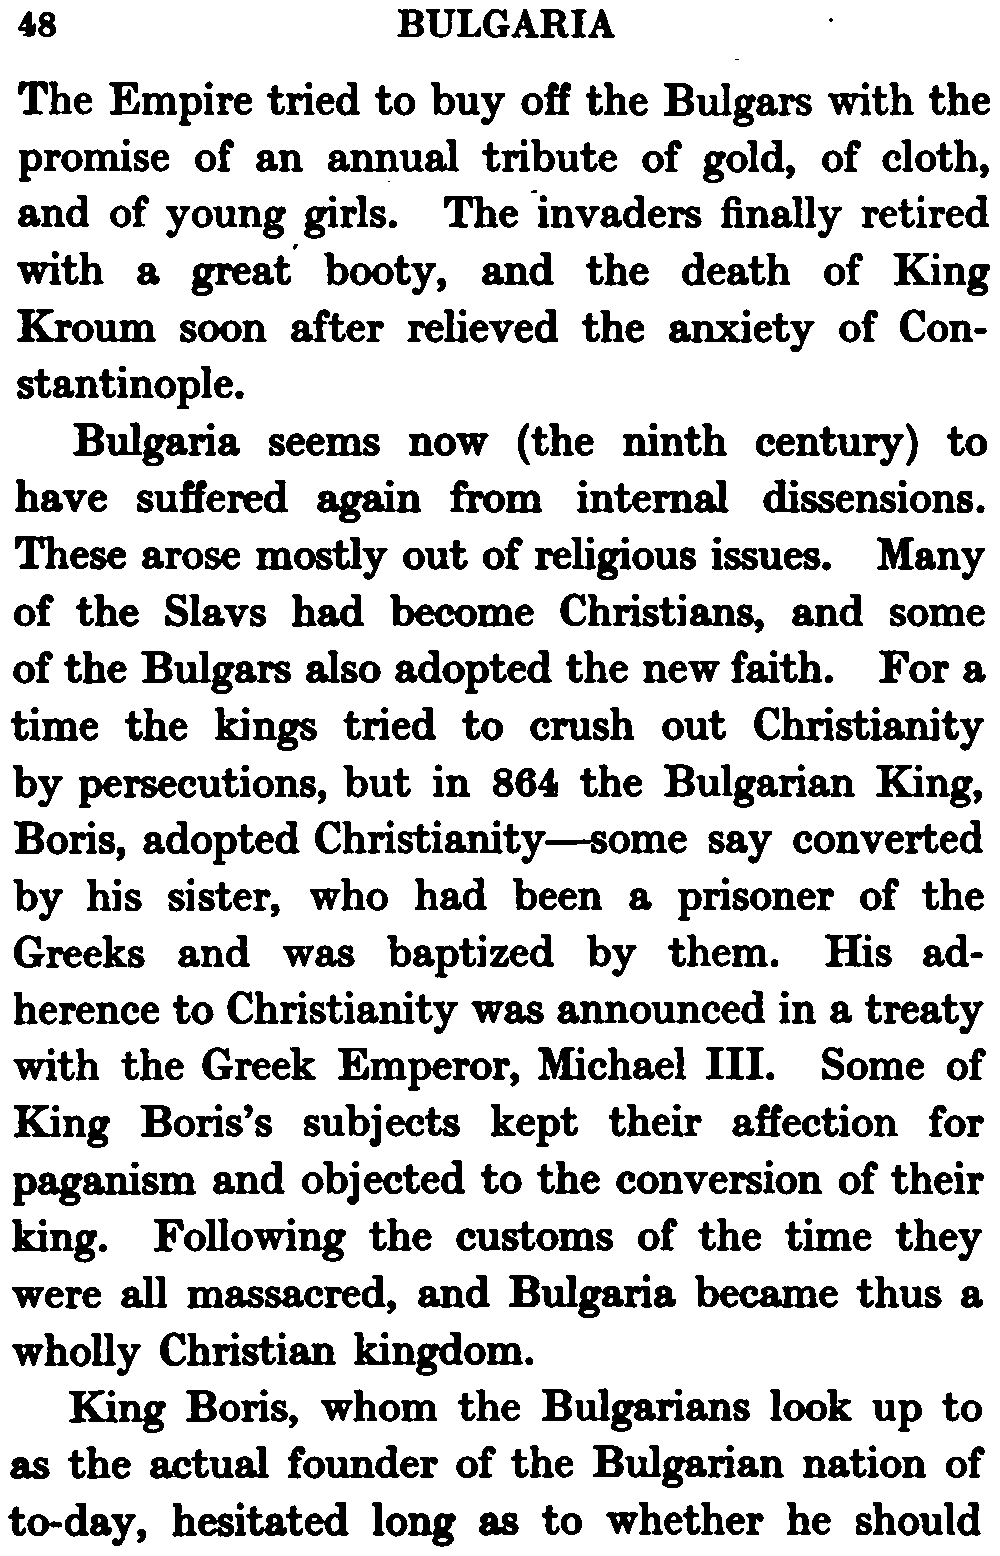 48 BULGARIA
The Empire tried to buy off the Bulgars with the
promise of an annual tribute of gold, of cloth,
and of young girls. The invaders finally retired
with a great booty, and the death of King
Kroum soon after relieved the anxiety of Con-
stantinople.
Bulgaria seems now (the ninth century) to
have suffered again from internal dissensions.
These arose mostly out of religious issues. Many
of the Slavs had become Christians, and some
of the Bulgars also adopted the new faith. For a
time the kings tried to crush out Christianity
by persecutions, but in 864 the Bulgarian King,
Boris, adopted Christianity—some say converted
by his sister, who had been a prisoner of the
Greeks and was baptized by them. His ad-
herence to Christianity was announced in a treaty
with the Greek Emperor, Michael III. Some of
King Boris's subjects kept their affection for
paganism and objected to the conversion of their
king. Following the customs of the time they
were all massacred, and Bulgaria became thus a
wholly Christian kingdom.
King Boris, whom the Bulgarians look up to
as the actual founder of the Bulgarian nation of
to-day, hesitated long as to whether he should